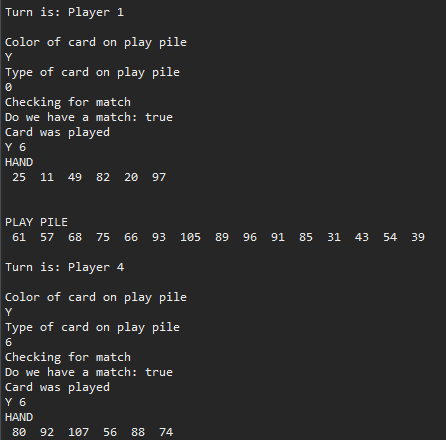 Turn is: Player 1
Color of card on play pile
Y
Type of card on play pile
0
Checking for match
Do we have a match: true
Card was played
Y 6
HAND
25 11 49 82 20 97
PLAY PILE
61 57 68 75 66 93 105 89 96 91 85 31 43 54 39
Turn is: Player 4
Color of card on play pile
Y
Type of card on play pile
6
Checking for match
Do we have a match: true
Card was played
Y 6
HAND
80 92 107 56 88 74